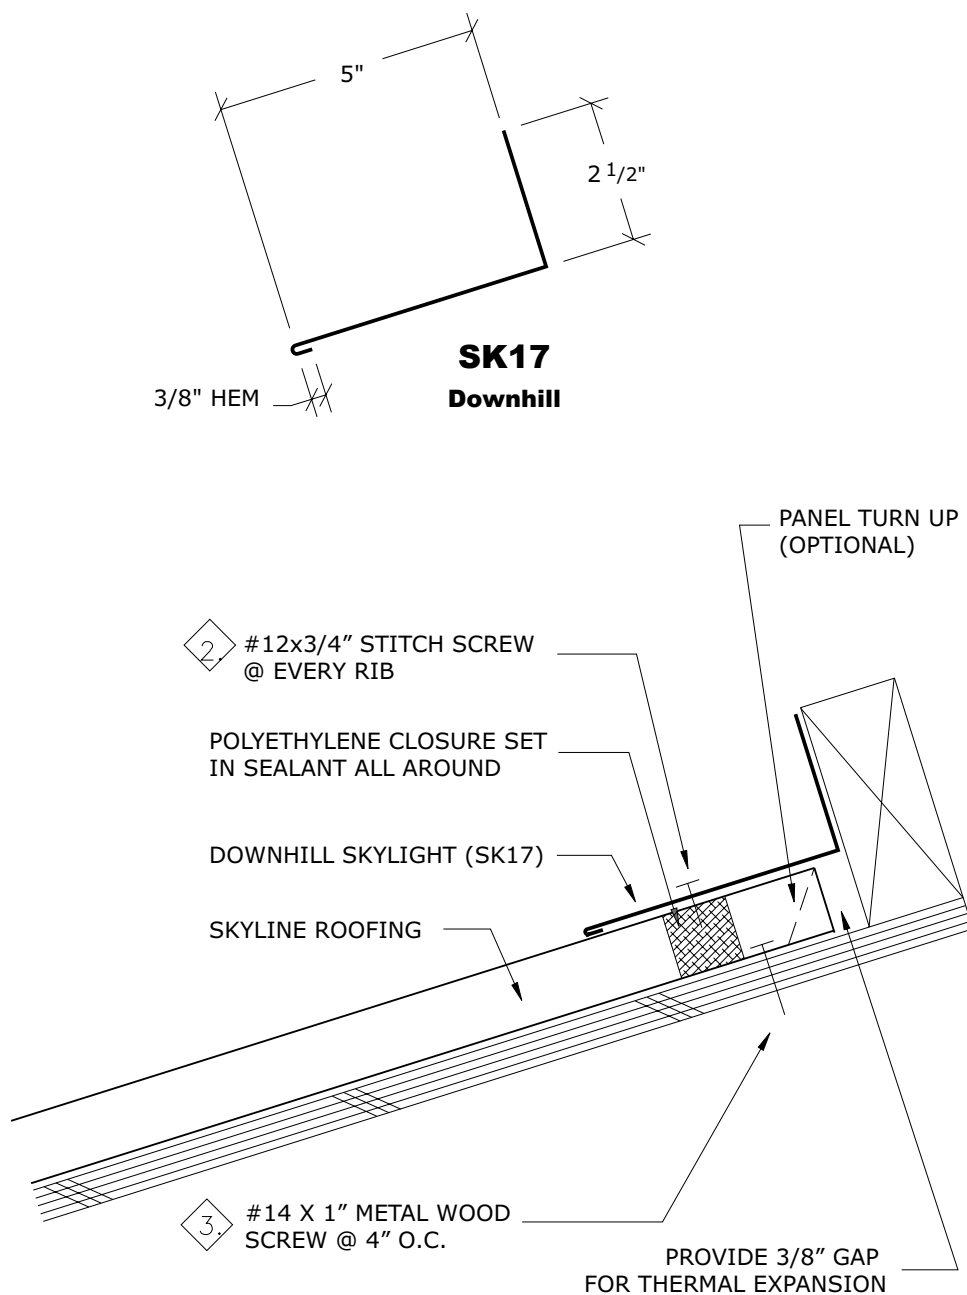 5"
2 1/2"
SK17
3/8" HEM
Downhill
PANEL TURN UP
(OPTIONAL)
2. #12x3/4” STITCH SCREW
@ EVERY RIB
POLYETHYLENE CLOSURE SET
IN SEALANT ALL AROUND
DOWNHILL SKYLIGHT (SK17)
SKYLINE ROOFING
3. #14 X 1” METAL WOOD
SCREW @ 4” O.C.
PROVIDE 3/8” GAP
FOR THERMAL EXPANSION